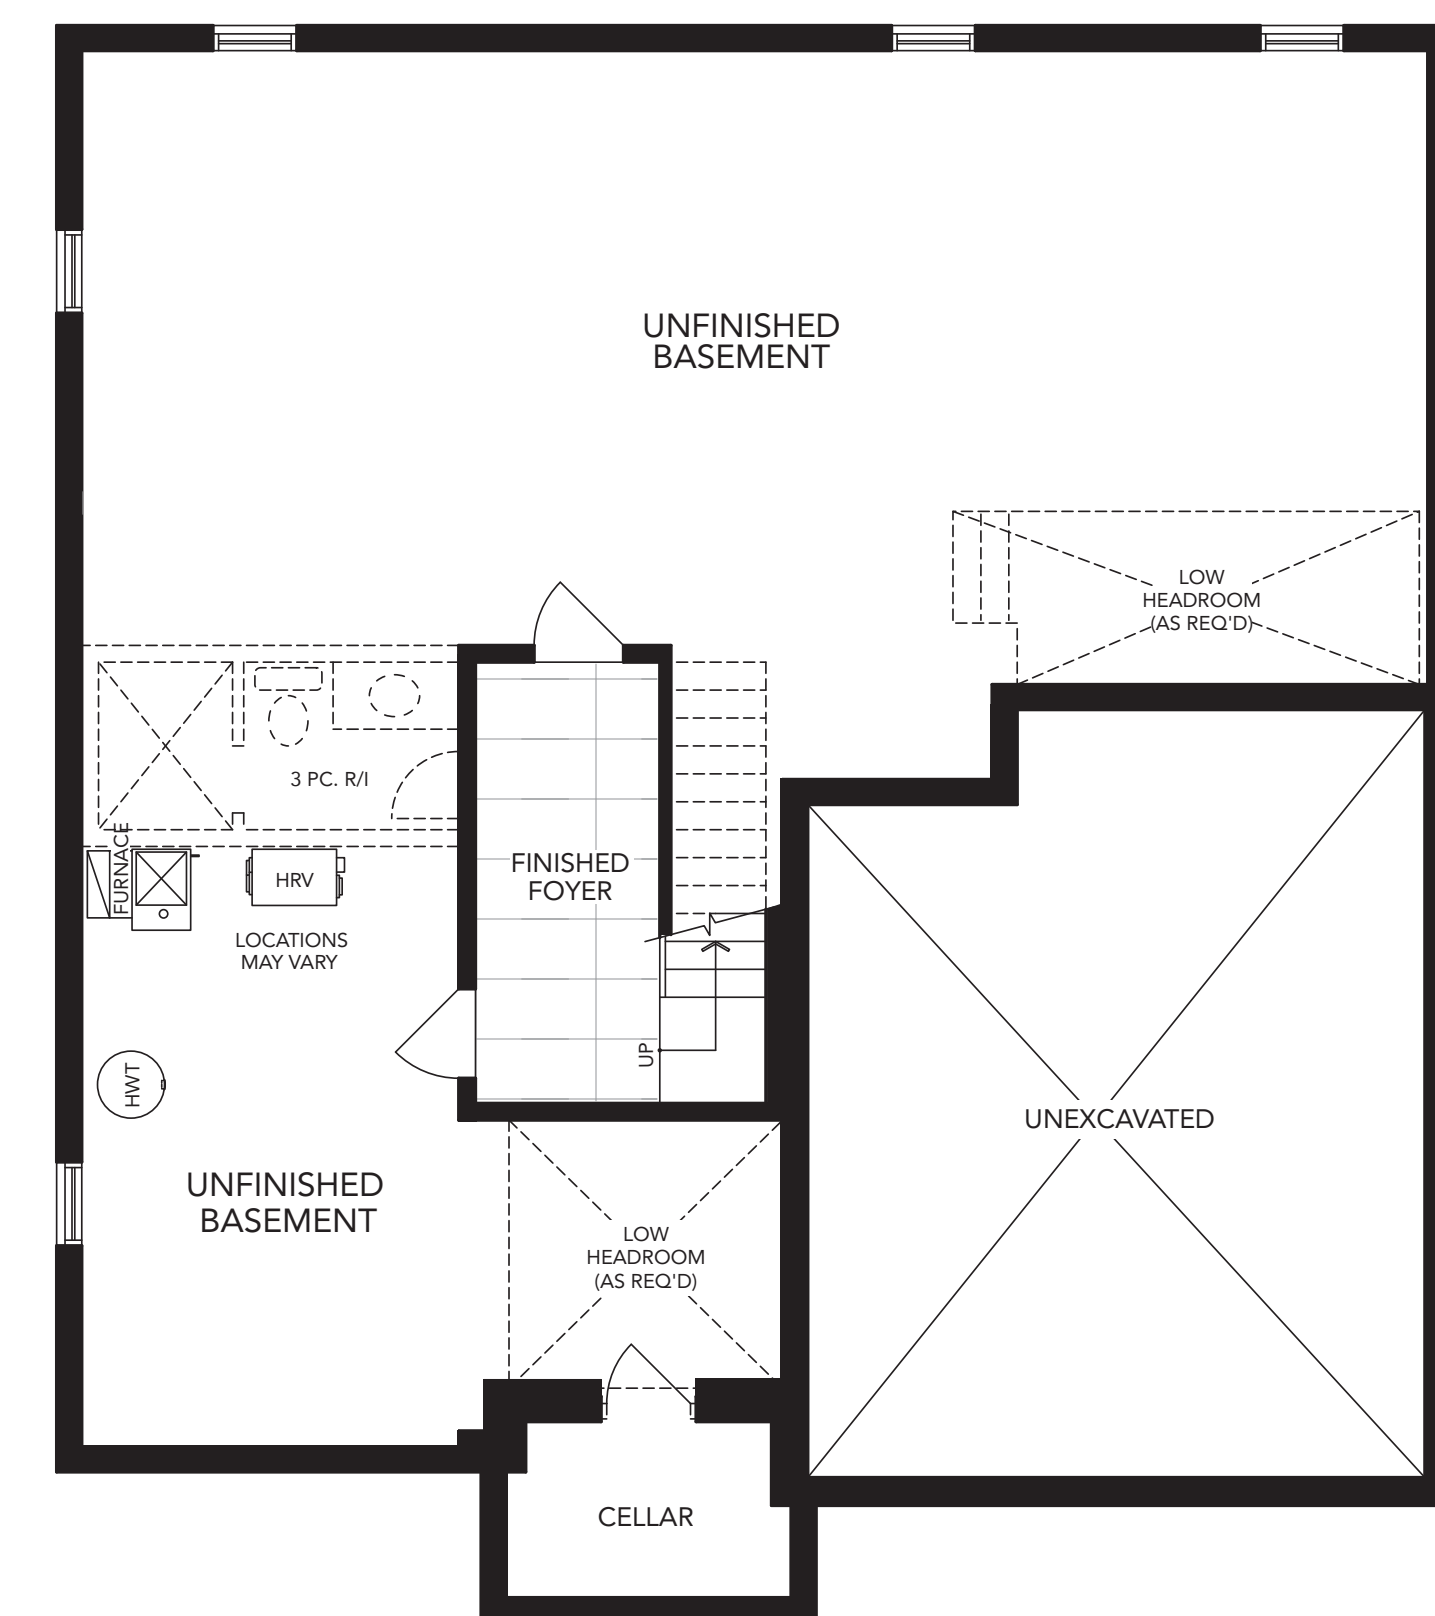 UNFINISHED
BASEMENT
LOW
HEADROOM
(AS REQ'D)
3 PC. R/I
FURNACE
HRV
FINISHED
FOYER
LOCATIONS
MAY VARY
UP
HWT
UNEXCAVATED
UNFINISHED
BASEMENT
LOW
HEADROOM
(AS REQ'D)
CELLAR